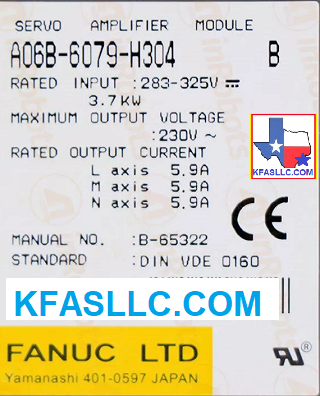 SERVO AMPLIFIER MODULE
A06B-6079-H304 B
RATED INPUT :283-325V⎓
3.7KW
MAXIMUM OUTPUT VOLTAGE
:230V~
RATED OUTPUT CURRENT
L axis 5.9A
M axis 5.9A
N axis 5.9A
KFASLLC.COM
CE
MANUAL NO. :B-65322
STANDARD :DIN VDE 0160
KFASLLC.COM
FANUC LTD
Yamanashi 401-0597 JAPAN